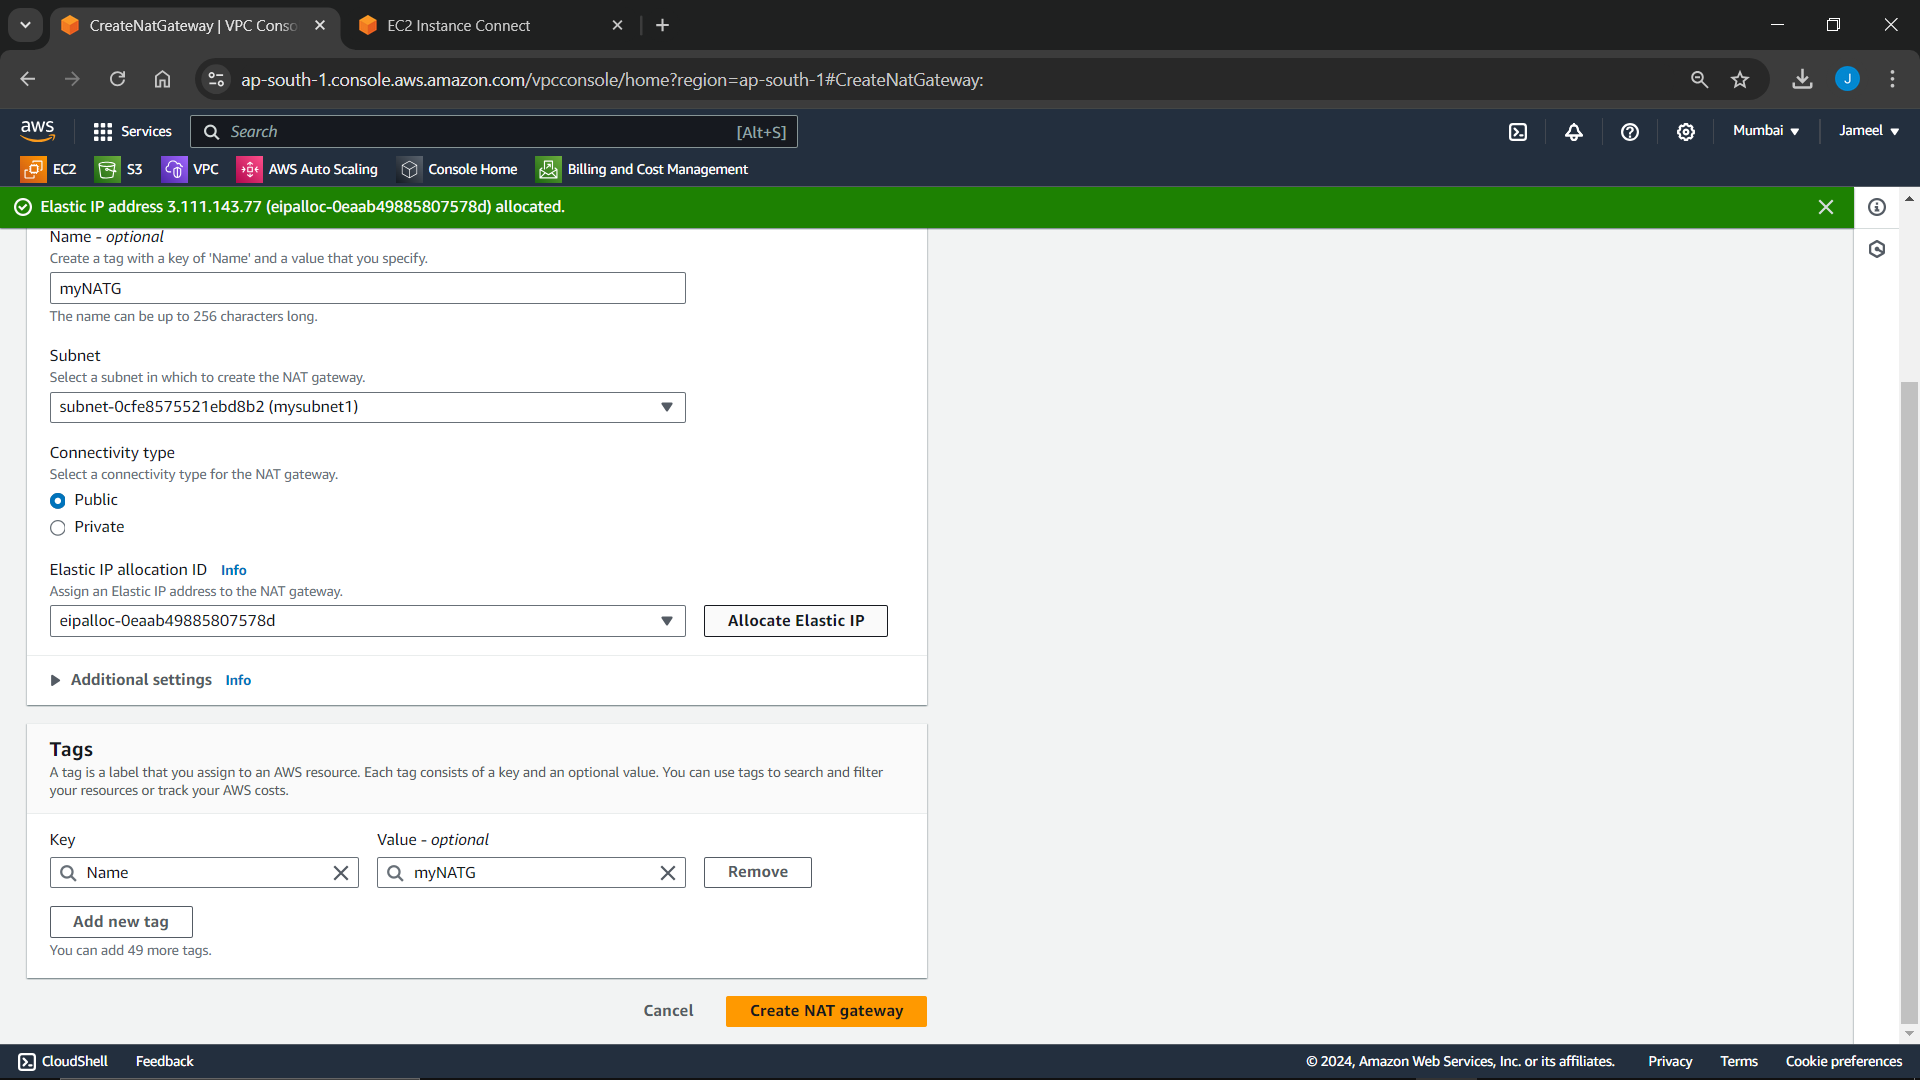 CreateNatGateway | VPC Conso
EC2 Instance Connect
ap-south-1.console.aws.amazon.com/vpcconsole/home?region=ap-south-1#CreateNatGateway:
J
aws
Services
Search
[Alt+S]
Mumbai
Jameel
EC2
S3
VPC
AWS Auto Scaling
Console Home
Billing and Cost Management
Elastic IP address 3.111.143.77 (eipalloc-0eaab49885807578d) allocated.
Name - optional
Create a tag with a key of 'Name' and a value that you specify.
myNATG
The name can be up to 256 characters long.
Subnet
Select a subnet in which to create the NAT gateway.
subnet-0cfe8575521ebd8b2 (mysubnet1)
Connectivity type
Select a connectivity type for the NAT gateway.
Public
Private
Elastic IP allocation ID Info
Assign an Elastic IP address to the NAT gateway.
eipalloc-0eaab49885807578d
Allocate Elastic IP
Additional settings Info
Tags
A tag is a label that you assign to an AWS resource. Each tag consists of a key and an optional value. You can use tags to search and filter
your resources or track your AWS costs.
Key
Value - optional
Name
myNATG
Remove
Add new tag
You can add 49 more tags.
Cancel
Create NAT gateway
CloudShell
Feedback
© 2024, Amazon Web Services, Inc. or its affiliates.
Privacy
Terms
Cookie preferences